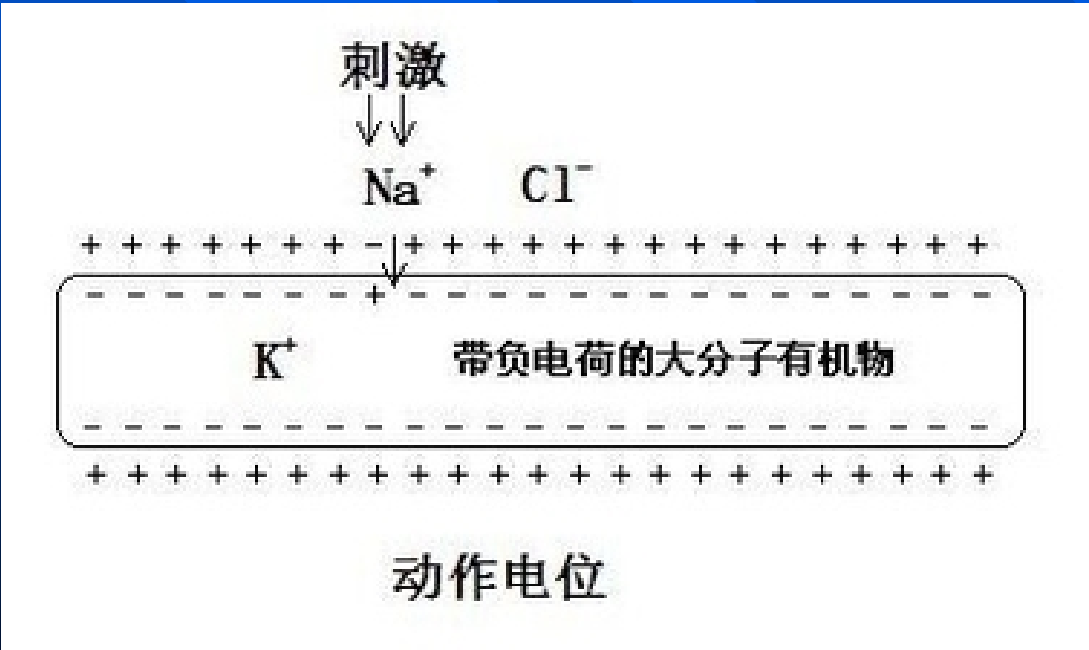 刺激
Na⁺ Cl⁻
+ + + + + + + - + + + + + + + + + + + + + + +
- - - - - - - + - - - - - - - - - - - - - - -
K⁺ 带负电荷的大分子有机物
- - - - - - - - - - - - - - - - - - - - - - -
+ + + + + + + + + + + + + + + + + + + + + + +
动作电位